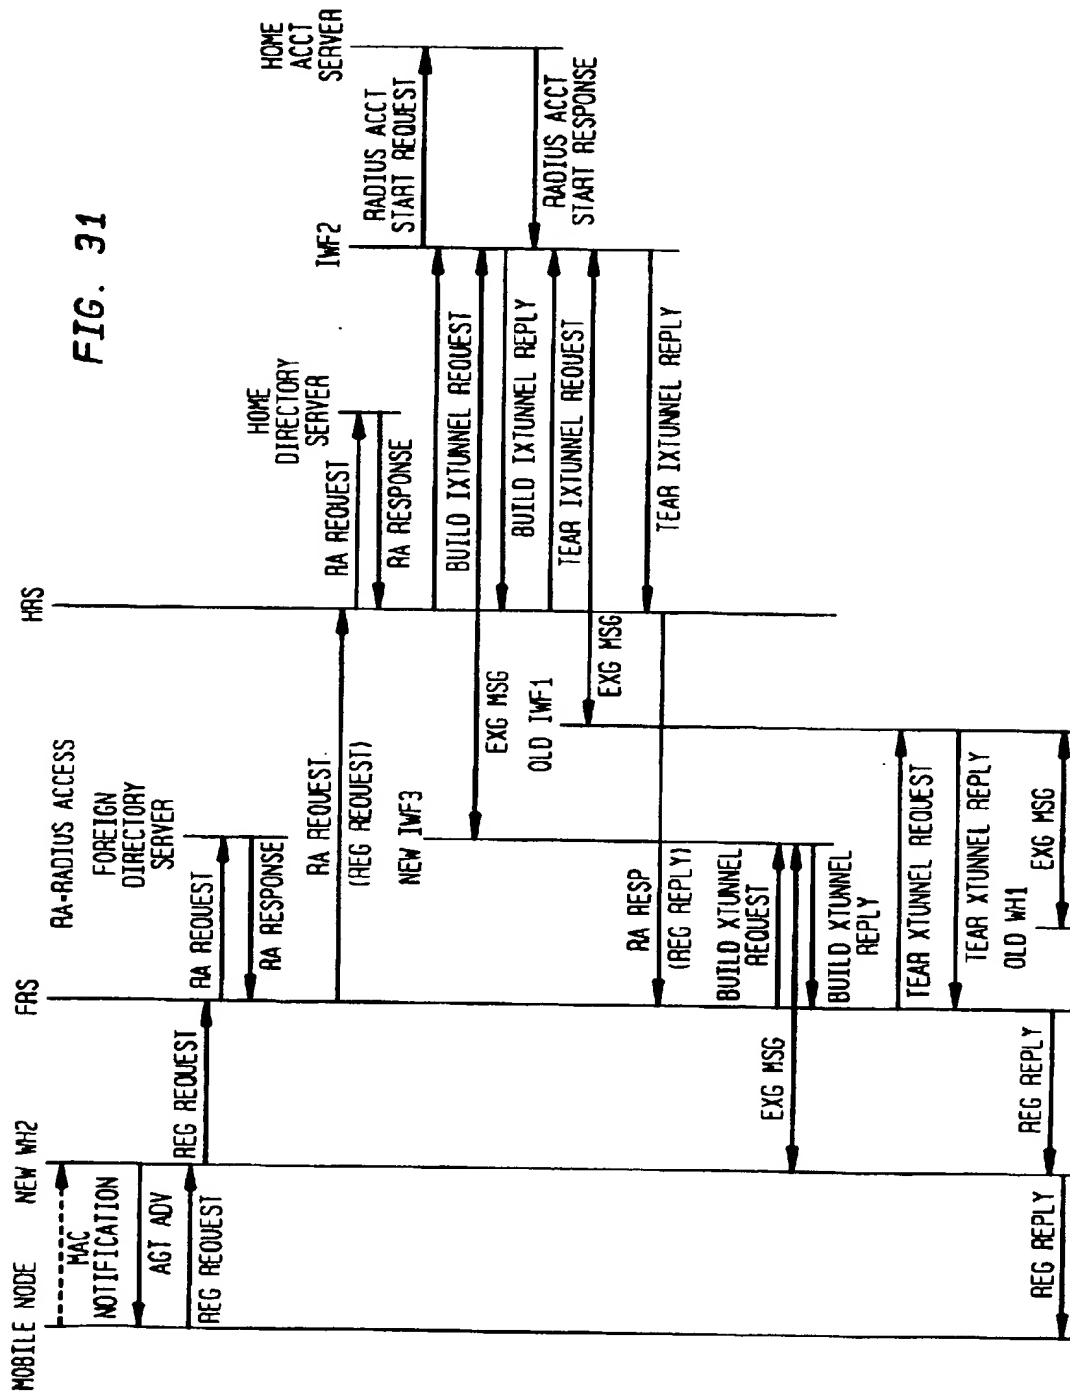 FIG. 31
MOBILE NODE
NEW WH2
FRS
RA-RADIUS ACCESS
FOREIGN
DIRECTORY
SERVER
HRS
HOME
DIRECTORY
SERVER
IWF2
HOME
ACCT
SERVER
MAC
NOTIFICATION
AGT ADV
REG REQUEST
REG REQUEST
RA REQUEST
RA RESPONSE
RA REQUEST
(REG REQUEST)
RA REQUEST
RA RESPONSE
RADIUS ACCT
START REQUEST
BUILD IXTUNNEL REQUEST
NEW IWF3
EXG MSG
BUILD IXTUNNEL REPLY
RADIUS ACCT
START RESPONSE
TEAR IXTUNNEL REQUEST
OLD IWF1
EXG MSG
TEAR IXTUNNEL REPLY
RA RESP
(REG REPLY)
BUILD XTUNNEL
REQUEST
EXG MSG
BUILD XTUNNEL
REPLY
TEAR XTUNNEL REQUEST
TEAR XTUNNEL REPLY
OLD WH1
EXG MSG
REG REPLY
REG REPLY